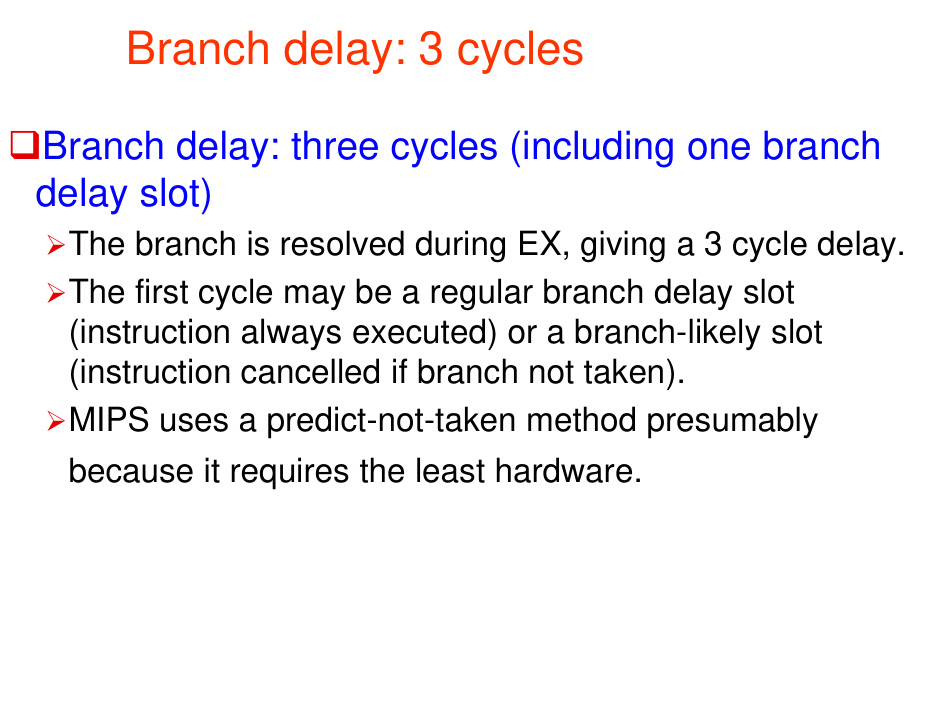 Branch delay: 3 cycles
❑Branch delay: three cycles (including one branch
delay slot)
➢The branch is resolved during EX, giving a 3 cycle delay.
➢The first cycle may be a regular branch delay slot
(instruction always executed) or a branch-likely slot
(instruction cancelled if branch not taken).
➢MIPS uses a predict-not-taken method presumably
because it requires the least hardware.